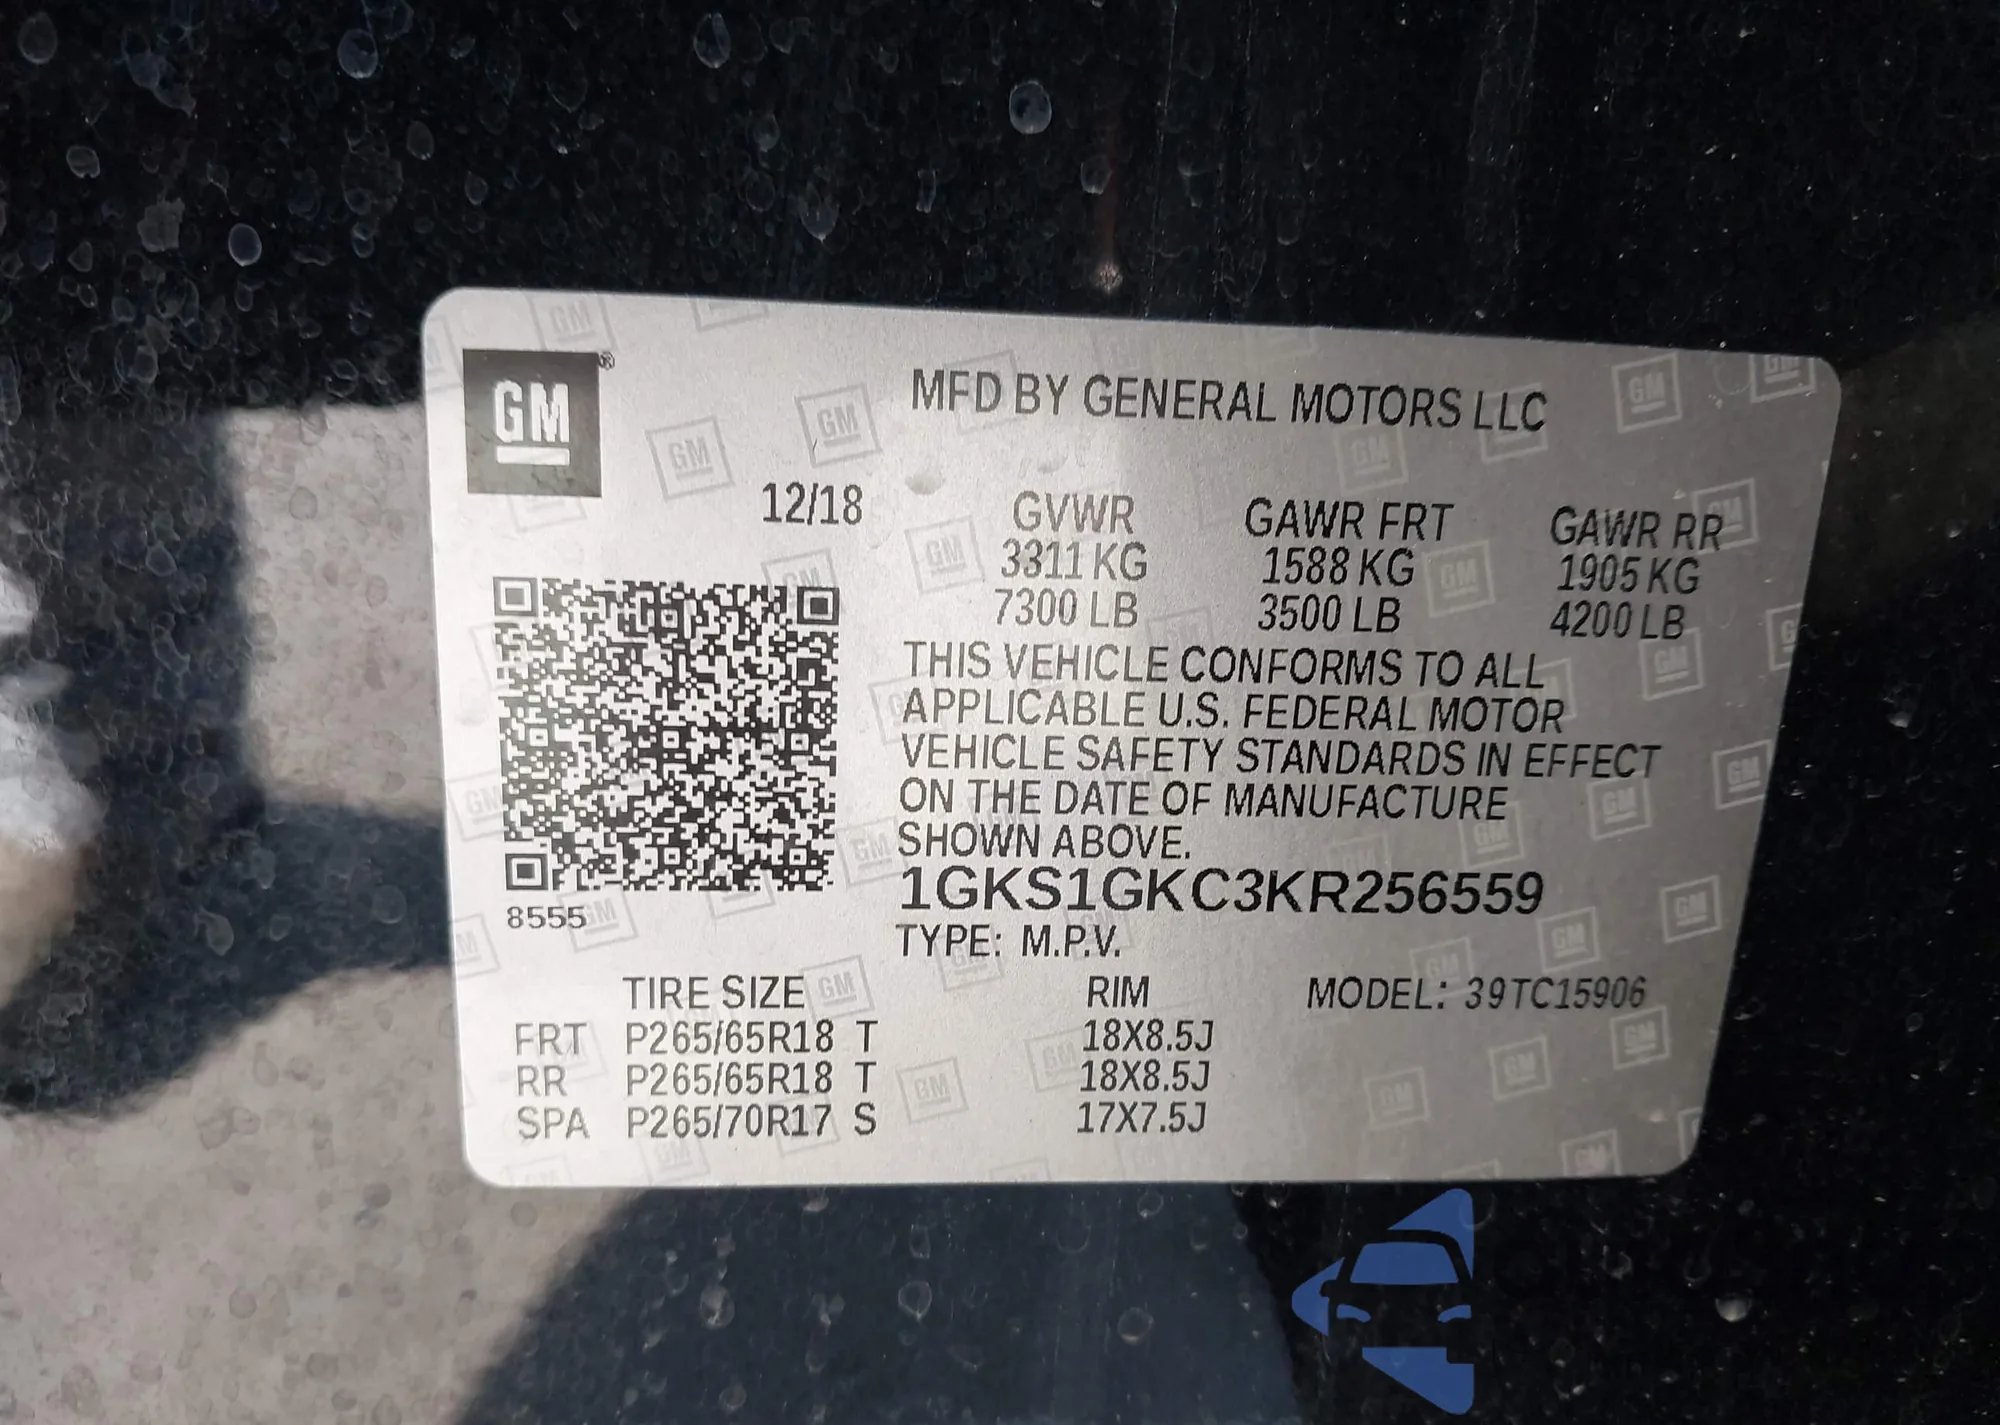 GM®
MFD BY GENERAL MOTORS LLC
12/18
GVWR GAWR FRT GAWR RR
3311 KG 1588 KG 1905 KG
7300 LB 3500 LB 4200 LB
THIS VEHICLE CONFORMS TO ALL
APPLICABLE U.S. FEDERAL MOTOR
VEHICLE SAFETY STANDARDS IN EFFECT
ON THE DATE OF MANUFACTURE
SHOWN ABOVE.
1GKS1GKC3KR256559
8555
TYPE: M.P.V.
TIRE SIZE RIM MODEL: 39TC15906
FRT P265/65R18 T 18X8.5J
RR P265/65R18 T 18X8.5J
SPA P265/70R17 S 17X7.5J